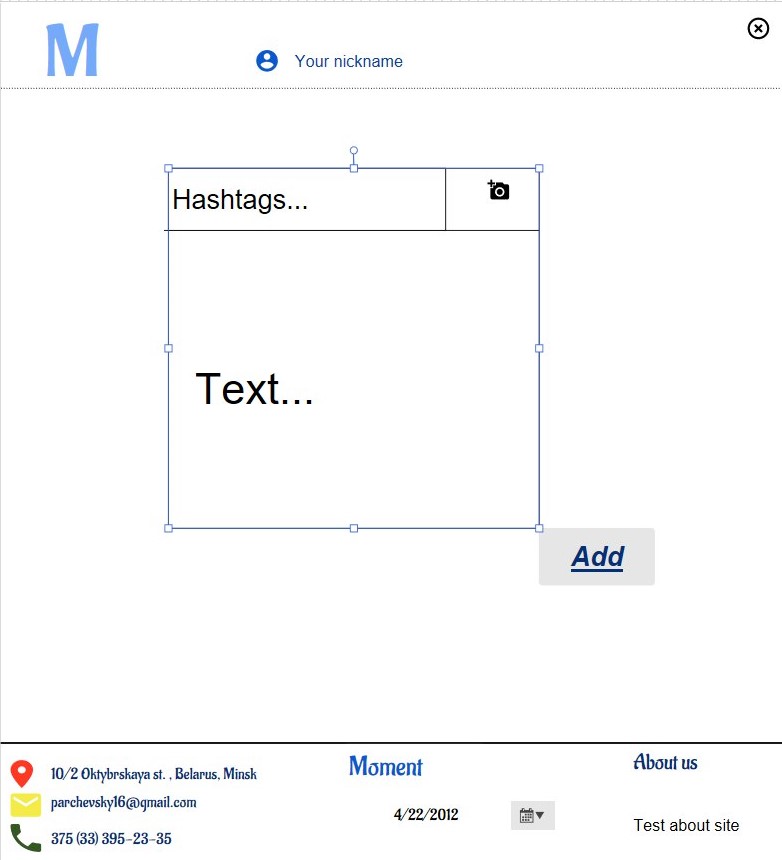 M
Your nickname
Hashtags...
Text...
Add
10/2 Oktybrskaya st. , Belarus, Minsk
parchevsky16@gmail.com
375 (33) 395-23-35
Moment
4/22/2012
About us
Test about site